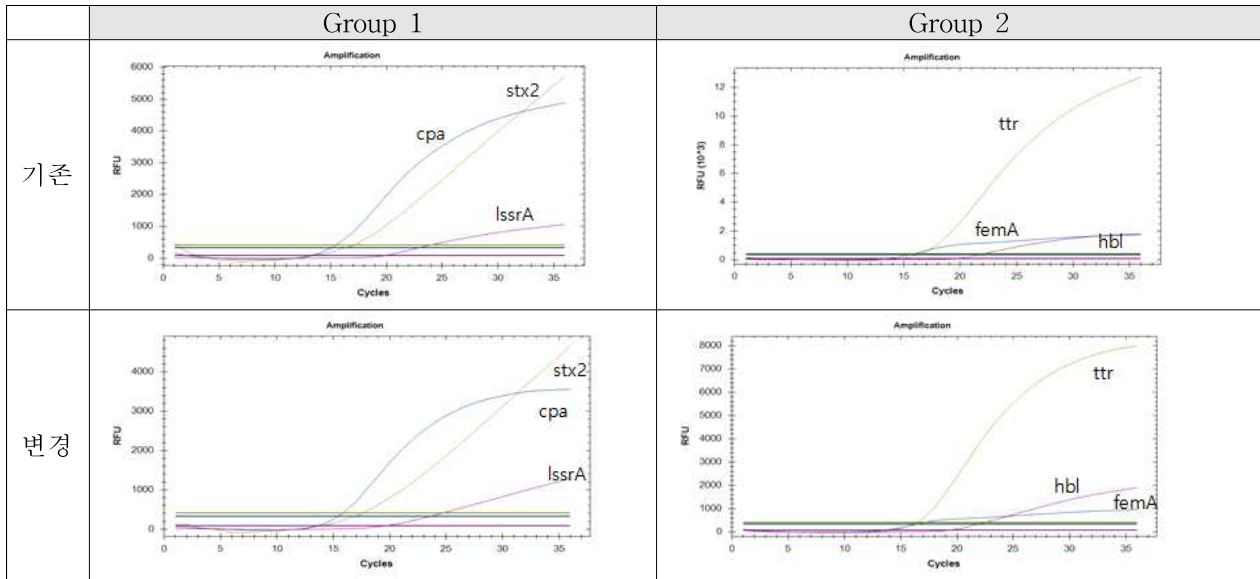 Group 1
Group 2
기존
Amplification
RFU
6000
5000
4000
3000
2000
1000
0
0 5 10 15 20 25 30 35
Cycles
stx2
cpa
lssrA
Amplification
RFU (10^3)
12
10
8
6
4
2
0
0 5 10 15 20 25 30 35
Cycles
ttr
femA
hbl
변경
Amplification
RFU
4000
3000
2000
1000
0
0 5 10 15 20 25 30 35
Cycles
stx2
cpa
lssrA
Amplification
RFU
8000
7000
6000
5000
4000
3000
2000
1000
0
0 5 10 15 20 25 30 35
Cycles
ttr
hbl
femA